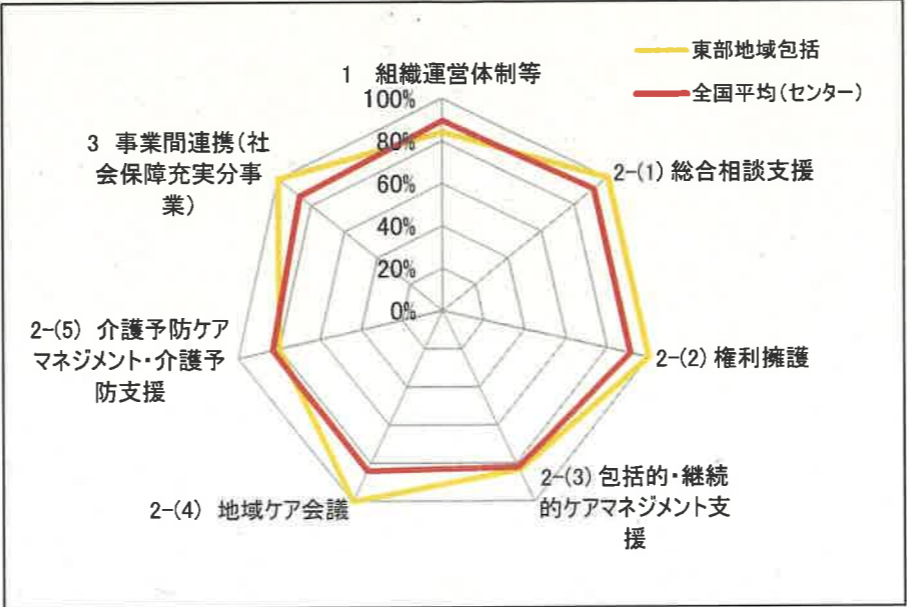 東部地域包括
全国平均(センター)
1 組織運営体制等
100%
80%
60%
40%
20%
0%
2-(1) 総合相談支援
2-(2) 権利擁護
2-(3) 包括的・継続
的ケアマネジメント支
援
2-(4) 地域ケア会議
2-(5) 介護予防ケア
マネジメント・介護予
防支援
3 事業間連携(社
会保障充実分事
業)